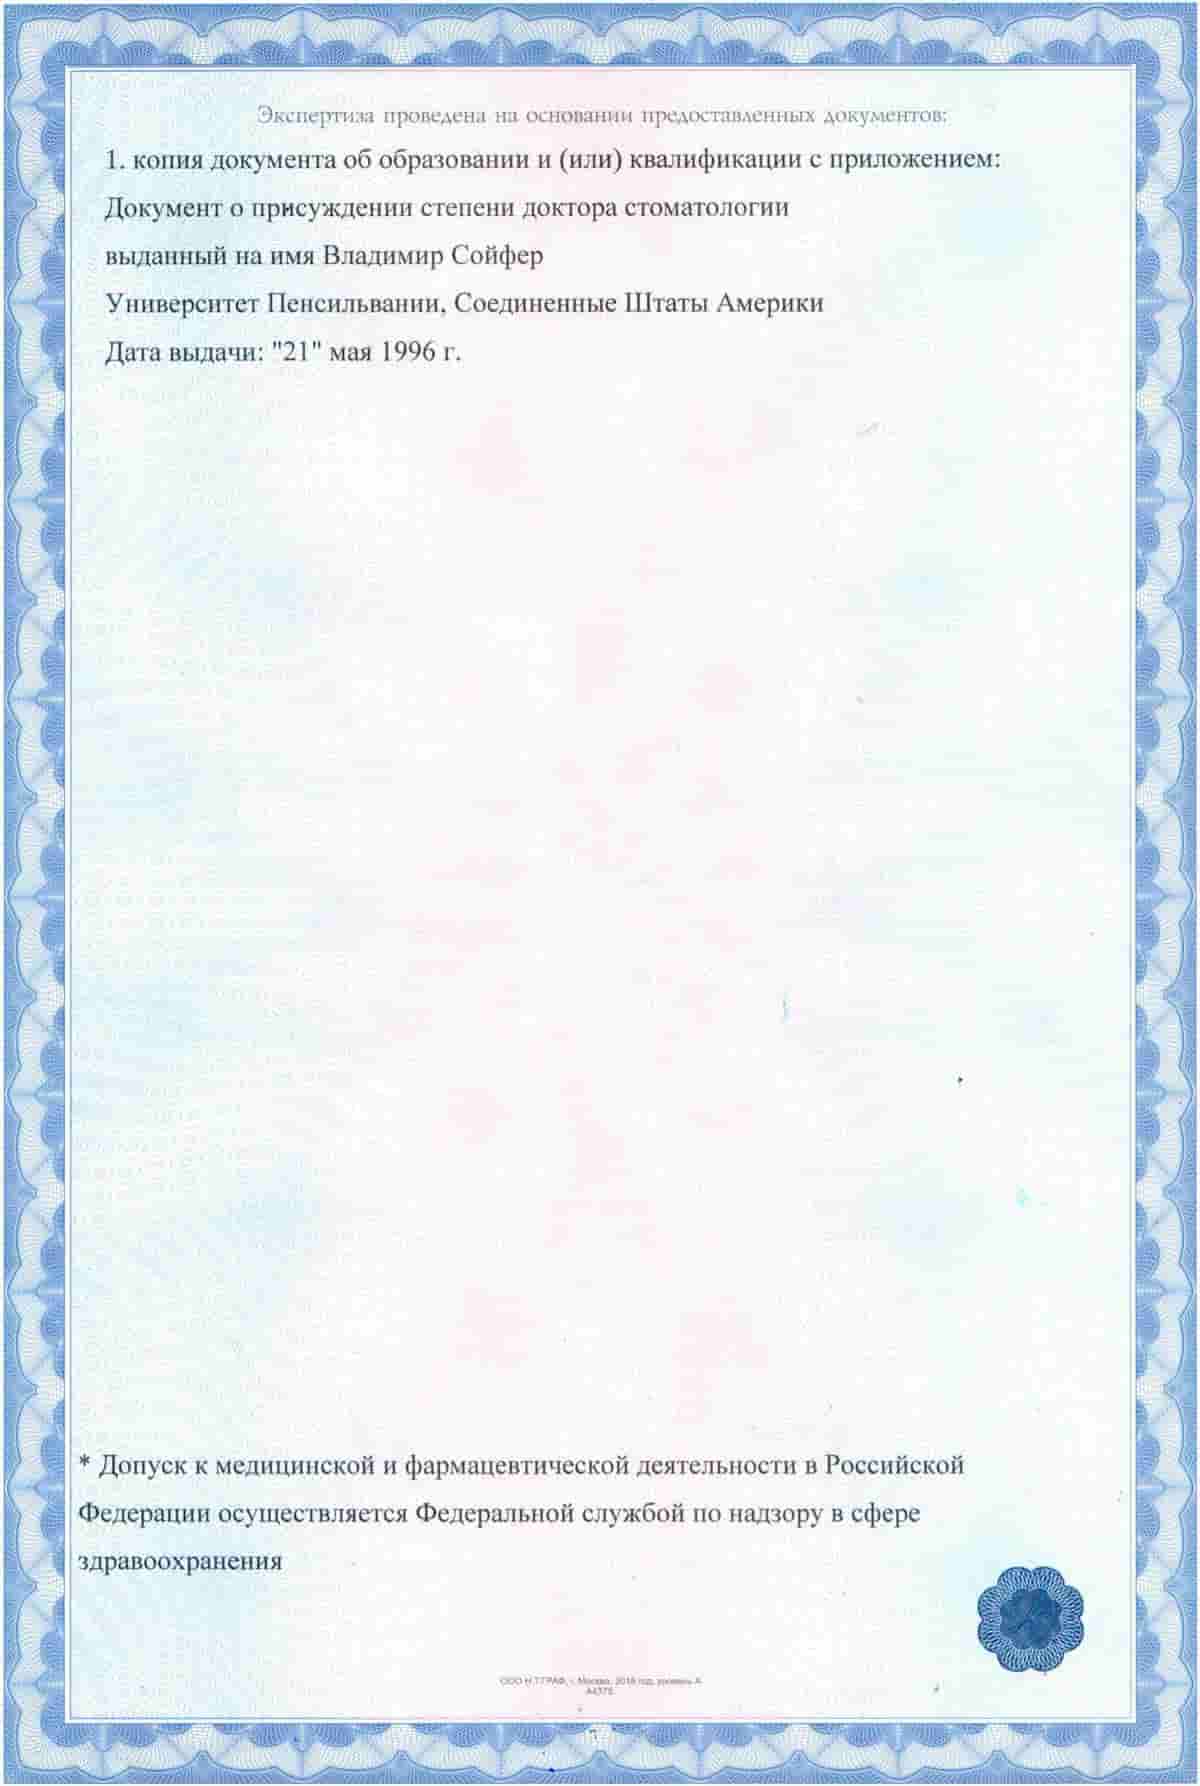 Экспертиза проведена на основании предоставленных документов:
1. копия документа об образовании и (или) квалификации с приложением:
Документ о присуждении степени доктора стоматологии
выданный на имя Владимир Сойфер
Университет Пенсильвании, Соединенные Штаты Америки
Дата выдачи: "21" мая 1996 г.
* Допуск к медицинской и фармацевтической деятельности в Российской
Федерации осуществляется Федеральной службой по надзору в сфере
здравоохранения
ООО Н.Т.ГРАФ, г. Москва, 2018 год, уровень А